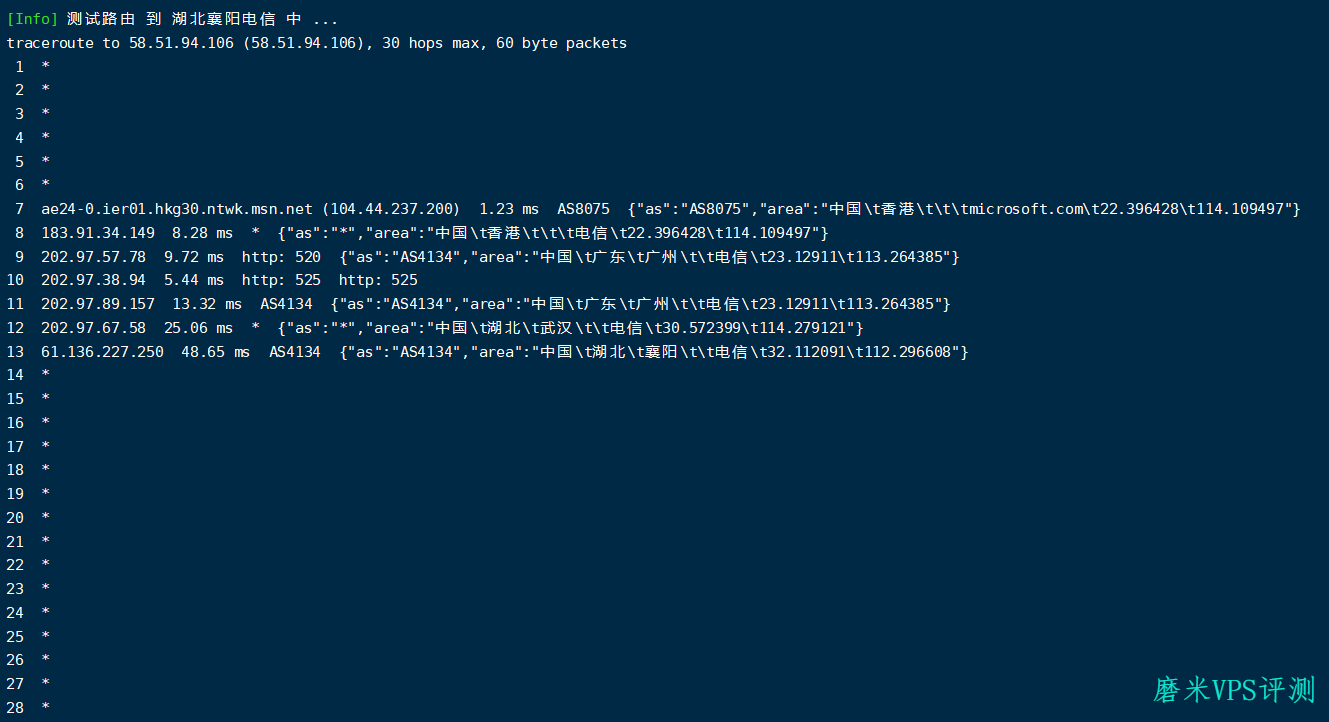 [Info] 测试路由 到 湖北襄阳电信 中 ...
traceroute to 58.51.94.106 (58.51.94.106), 30 hops max, 60 byte packets
1 *
2 *
3 *
4 *
5 *
6 *
7 ae24-0.ier01.hkg30.ntwk.msn.net (104.44.237.200) 1.23 ms AS8075 {"as":"AS8075","area":"中国\t香港\t\t\tmicrosoft.com\t22.396428\t114.109497"}
8 183.91.34.149 8.28 ms * {"as":"*","area":"中国\t香港\t\t\t电信\t22.396428\t114.109497"}
9 202.97.57.78 9.72 ms http: 520 {"as":"AS4134","area":"中国\t广东\t广州\t\t电信\t23.12911\t113.264385"}
10 202.97.38.94 5.44 ms http: 525 http: 525
11 202.97.89.157 13.32 ms AS4134 {"as":"AS4134","area":"中国\t广东\t广州\t\t电信\t23.12911\t113.264385"}
12 202.97.67.58 25.06 ms * {"as":"*","area":"中国\t湖北\t武汉\t\t电信\t30.572399\t114.279121"}
13 61.136.227.250 48.65 ms AS4134 {"as":"AS4134","area":"中国\t湖北\t襄阳\t\t电信\t32.112091\t112.296608"}
14 *
15 *
16 *
17 *
18 *
19 *
20 *
21 *
22 *
23 *
24 *
25 *
26 *
27 *
28 *
磨米VPS评测